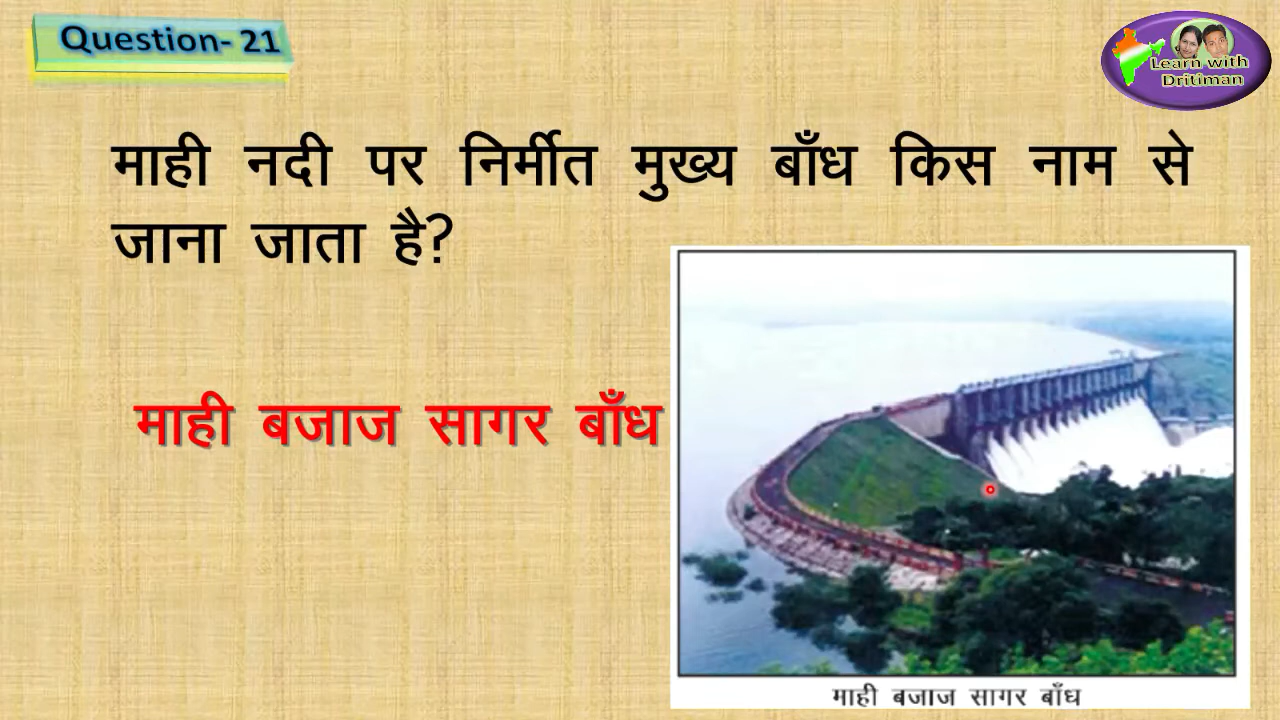 Question- 21
Learn with
Dritiman
माही नदी पर निर्मीत मुख्य बाँध किस नाम से
जाना जाता है?
माही बजाज सागर बाँध
माही बजाज सागर बाँध